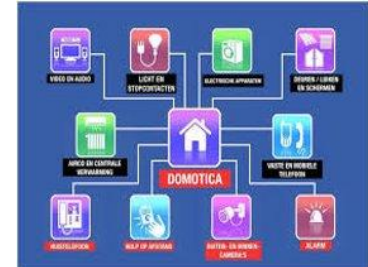 VIDEO EN AUDIO
LICHT EN
STOPCONTACTEN
ELECTRISCHE APPARATEN
DEUREN / LUIKEN
EN SCHERMEN
AIRCO EN CENTRALE
VERWARMING
DOMOTICA
VASTE EN MOBIELE
TELEFOON
HUISTELEFOON
HULP OP AFSTAND
BUITEN- EN BINNEN-
CAMERA'S
ALARM